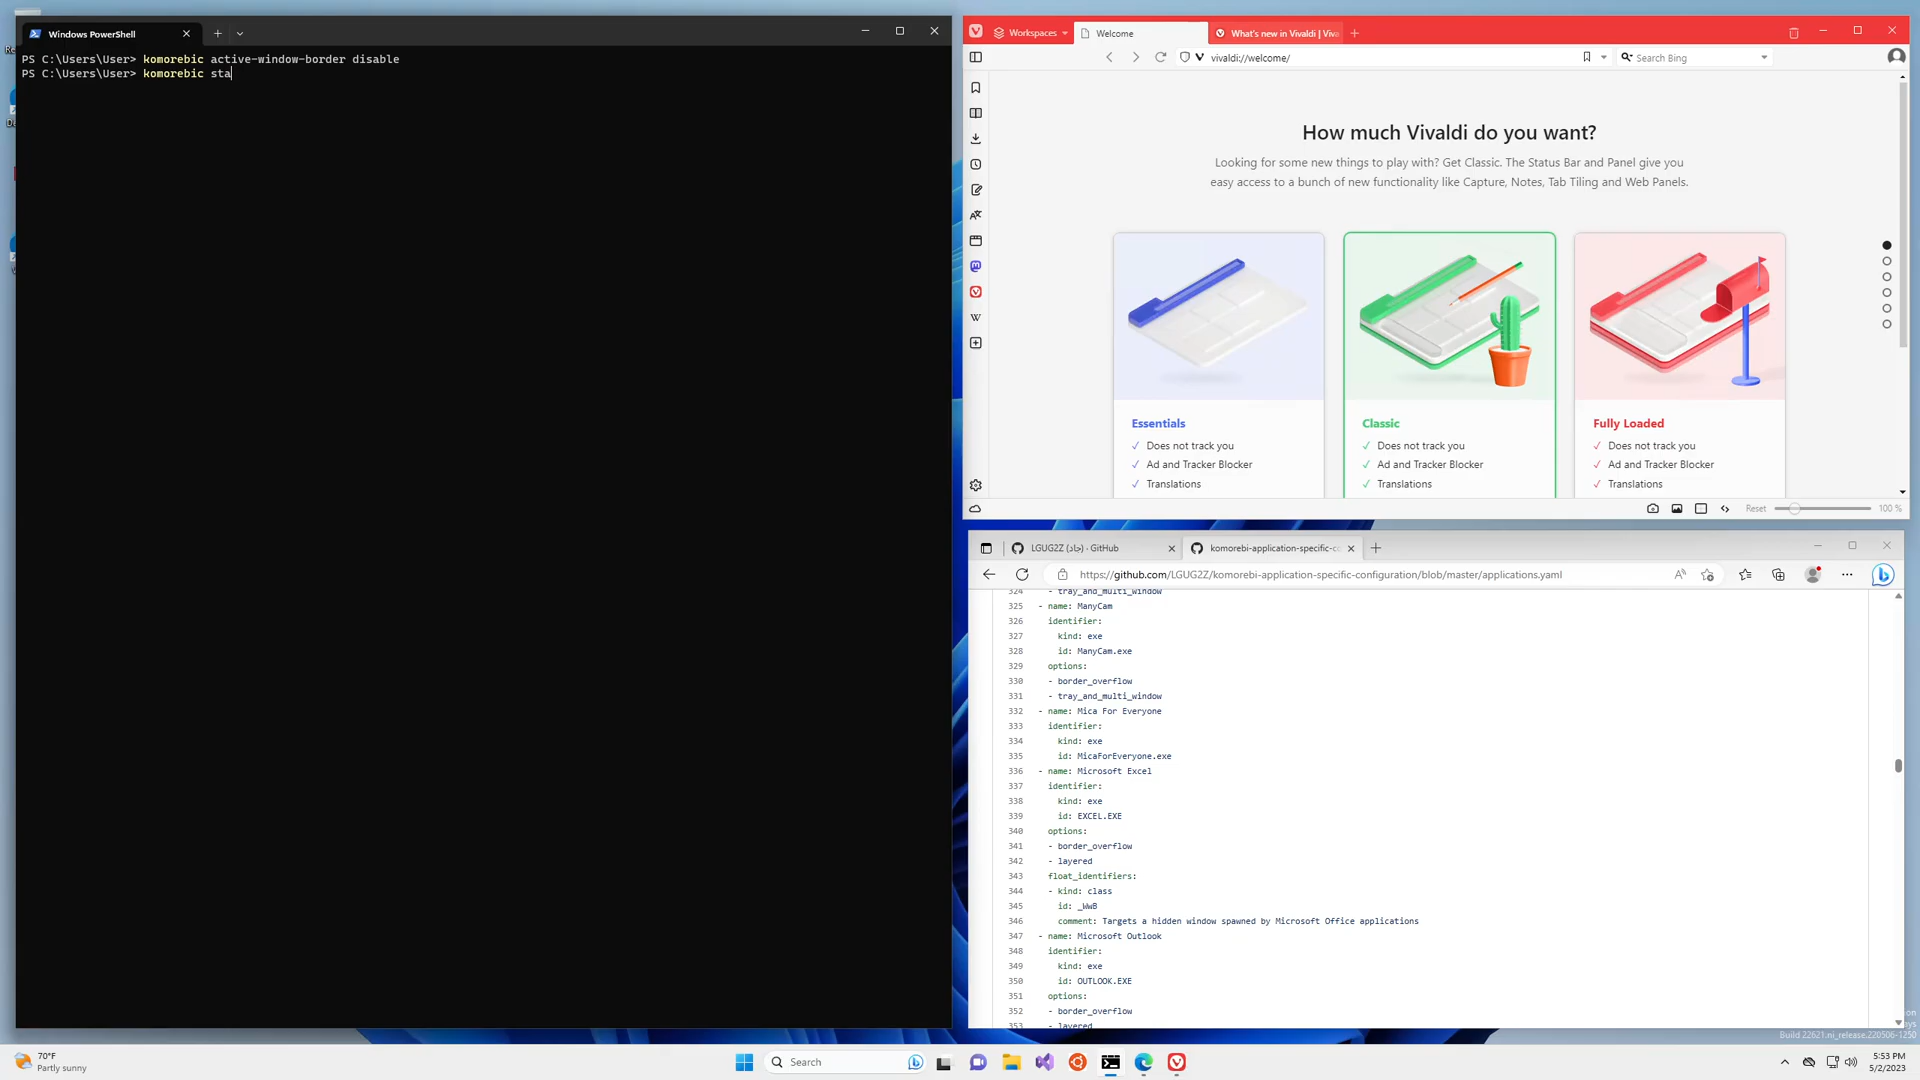 Windows PowerShell
PS C:\Users\User> komorebic active-window-border disable
PS C:\Users\User> komorebic sta
Workspaces
Welcome
What's new in Vivaldi | Viva
vivaldi://welcome/
Search Bing
How much Vivaldi do you want?
Looking for some new things to play with? Get Classic. The Status Bar and Panel give you
easy access to a bunch of new functionality like Capture, Notes, Tab Tiling and Web Panels.
Essentials
✓ Does not track you
✓ Ad and Tracker Blocker
✓ Translations
Classic
✓ Does not track you
✓ Ad and Tracker Blocker
✓ Translations
Fully Loaded
✓ Does not track you
✓ Ad and Tracker Blocker
✓ Translations
Reset
100 %
LGUG2Z (جاد) · GitHub
komorebi-application-specific-co
https://github.com/LGUG2Z/komorebi-application-specific-configuration/blob/master/applications.yaml
324 - tray_and_multi_window
325 - name: ManyCam
326 identifier:
327 kind: exe
328 id: ManyCam.exe
329 options:
330 - border_overflow
331 - tray_and_multi_window
332 - name: Mica For Everyone
333 identifier:
334 kind: exe
335 id: MicaForEveryone.exe
336 - name: Microsoft Excel
337 identifier:
338 kind: exe
339 id: EXCEL.EXE
340 options:
341 - border_overflow
342 - layered
343 float_identifiers:
344 - kind: class
345 id: _WwB
346 comment: Targets a hidden window spawned by Microsoft Office applications
347 - name: Microsoft Outlook
348 identifier:
349 kind: exe
350 id: OUTLOOK.EXE
351 options:
352 - border_overflow
353 - layered
Build 22621.ni_release.220506-1250
70°F
Partly sunny
Search
5:53 PM
5/2/2023